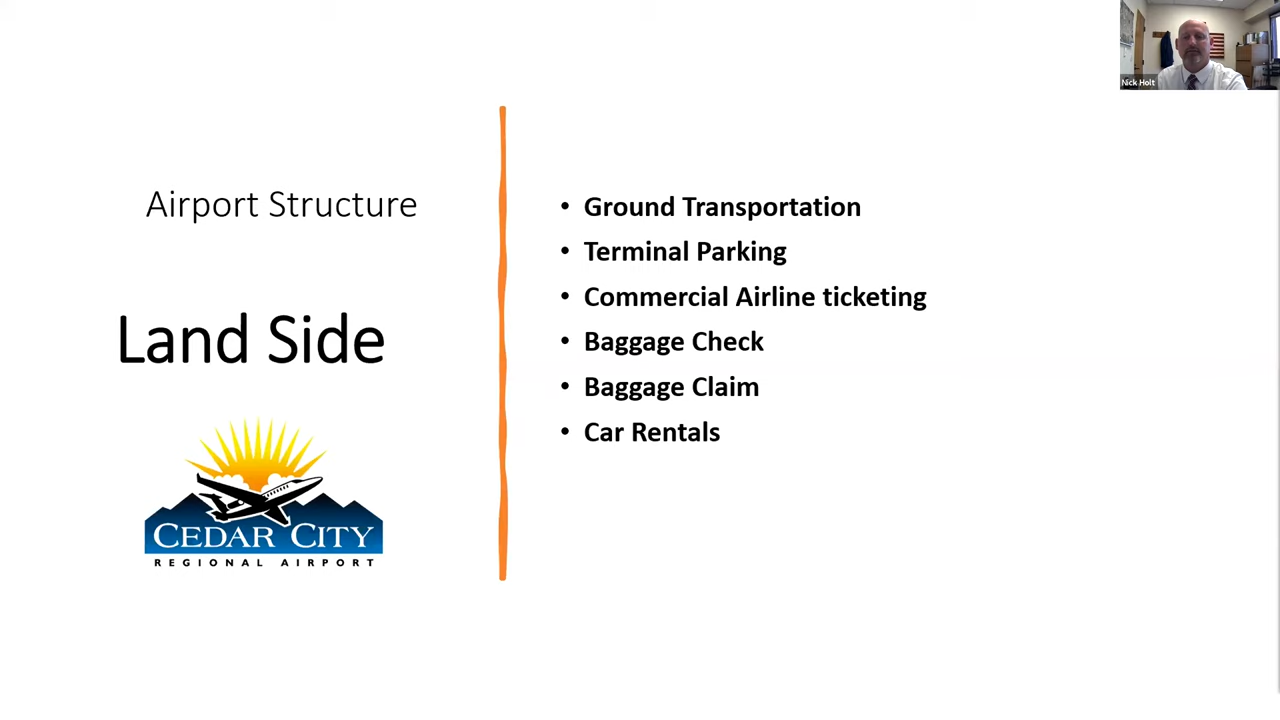 Nick Holt
Airport Structure
Land Side
CEDAR CITY
REGIONAL AIRPORT
• Ground Transportation
• Terminal Parking
• Commercial Airline ticketing
• Baggage Check
• Baggage Claim
• Car Rentals